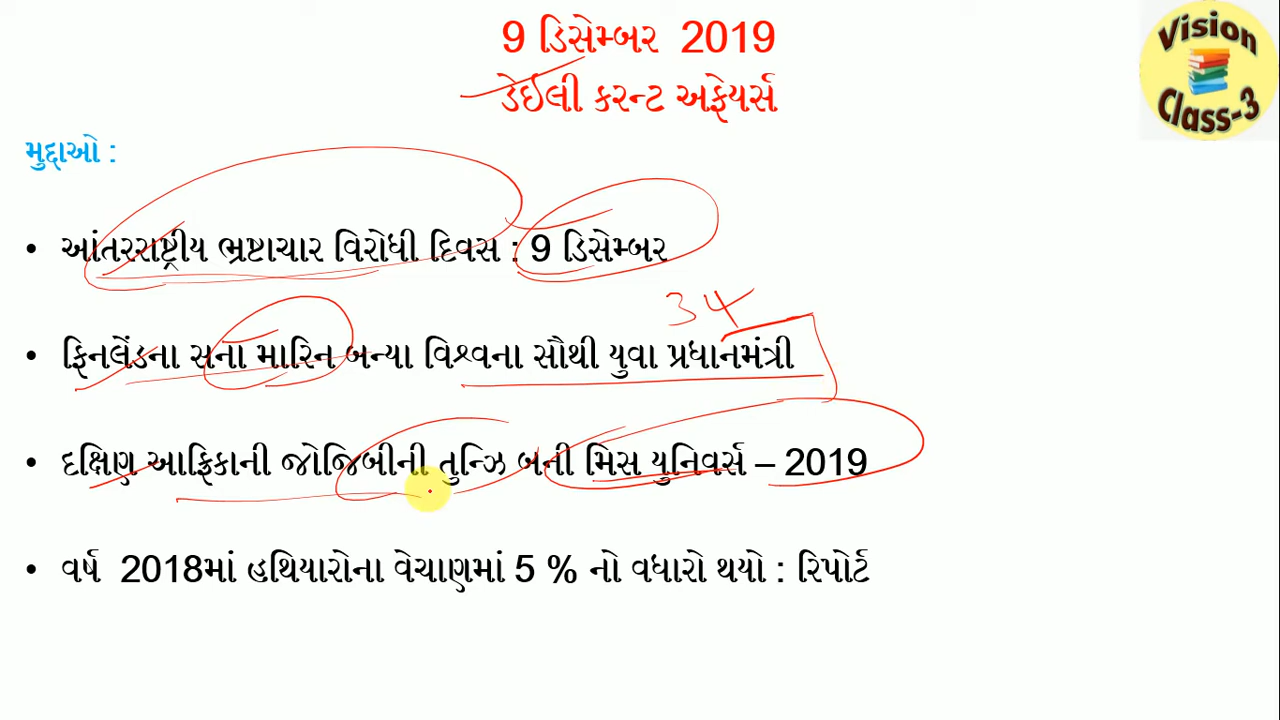 9 ડિસેમ્બર 2019
ડેઈલી કરન્ટ અફેયર્સ
Vision
Class-3
મુદ્દાઓ :
• આંતરરાષ્ટ્રીય ભ્રષ્ટાચાર વિરોધી દિવસ : 9 ડિસેમ્બર
34
• ફિનલેંડના સના મારિન બન્યા વિશ્વના સૌથી યુવા પ્રધાનમંત્રી
• દક્ષિણ આફ્રિકાની જોજિબીની તુન્ઝિ બની મિસ યુનિવર્સ – 2019
• વર્ષ 2018માં હથિયારોના વેચાણમાં 5 % નો વધારો થયો : રિપોર્ટ